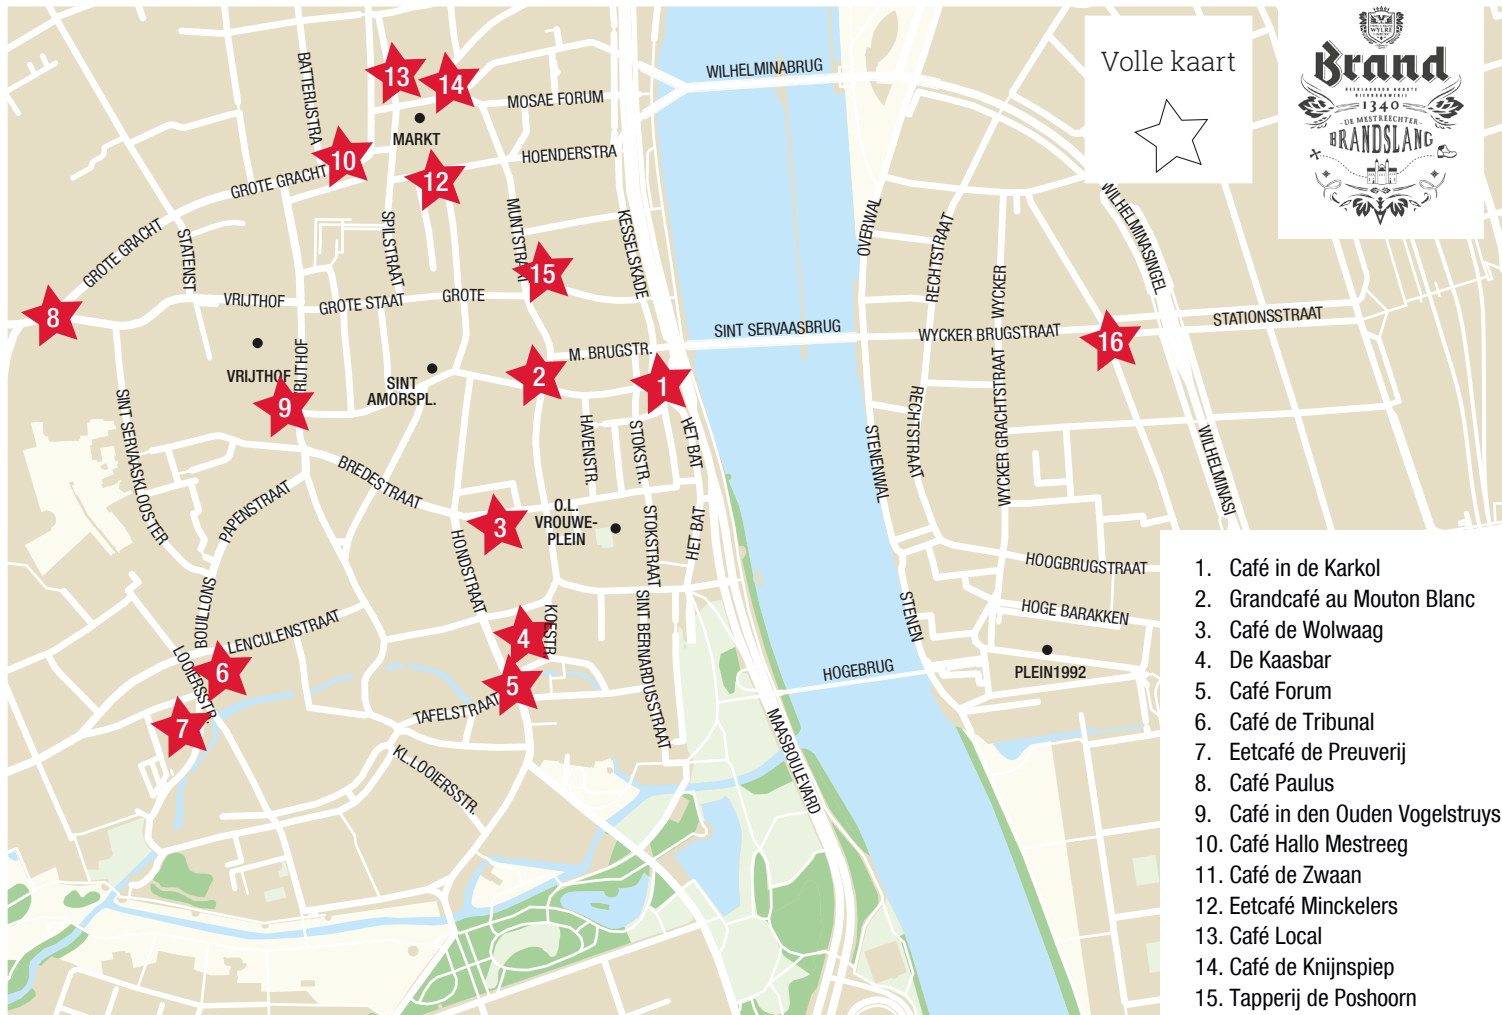 Volle kaart
WYLRE
Brand
1340
-DE MESTREECHTER-
BRANDSLANG
WILHELMINABRUG
MOSAE FORUM
BATTERIJSTRA
13
14
MARKT
10
12
HOENDERSTRA
GROTE GRACHT
GROTE GRACHT
STATENST
SPILSTRAAT
MUNTSTRAAT
KESSELSKADE
OVERWAL
RECHTSTRAAT
WYCKER
WILHELMINASINGEL
15
8
VRIJTHOF
GROTE STAAT
GROTE
SINT SERVAASBRUG
WYCKER BRUGSTRAAT
16
STATIONSSTRAAT
M. BRUGSTR.
VRIJTHOF
VRIJTHOF
9
SINT
AMORSPL.
2
1
SINT SERVAASKLOOSTER
HAVENSTR.
STOKSTR.
HET BAT
STENENWAL
RECHTSTRAAT
WYCKER GRACHTSTRAAT
WILHELMINASI
BREDESTRAAT
PAPENSTRAAT
3
O.L.
VROUWE-
PLEIN
HONDSTRAAT
STOKSTRAAT
HET BAT
HOOGBRUGSTRAAT
HOGE BARAKKEN
STENEN
BOUILLONS
LENCULENSTRAAT
LOOIERSSTR.
4
KOESTR.
SINT BERNARDUSSTRAAT
6
5
7
TAFELSTRAAT
HOGEBRUG
PLEIN1992
KL.LOOIERSSTR.
MAASBOULEVARD
1. Café in de Karkol
2. Grandcafé au Mouton Blanc
3. Café de Wolwaag
4. De Kaasbar
5. Café Forum
6. Café de Tribunal
7. Eetcafé de Preuverij
8. Café Paulus
9. Café in den Ouden Vogelstruys
10. Café Hallo Mestreeg
11. Café de Zwaan
12. Eetcafé Minckelers
13. Café Local
14. Café de Knijnspiep
15. Tapperij de Poshoorn